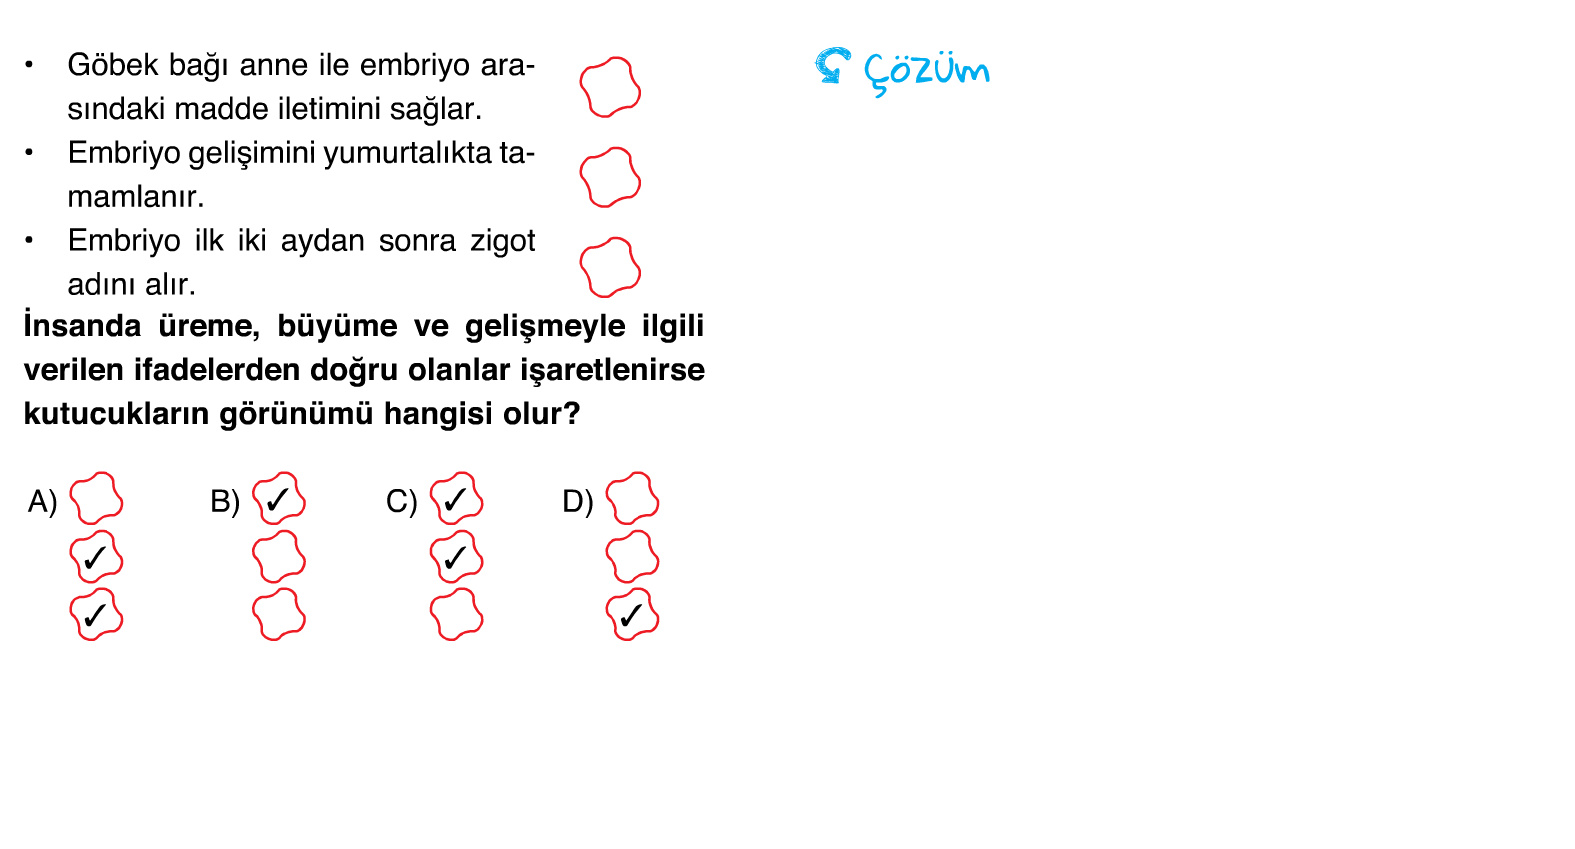 • Göbek bağı anne ile embriyo ara-
sındaki madde iletimini sağlar.
• Embriyo gelişimini yumurtalıkta ta-
mamlanır.
• Embriyo ilk iki aydan sonra zigot
adını alır.
İnsanda üreme, büyüme ve gelişmeyle ilgili
verilen ifadelerden doğru olanlar işaretlenirse
kutucukların görünümü hangisi olur?
A) B) ✓ C) ✓ D)
✓ ✓
✓ ✓
Çözüm